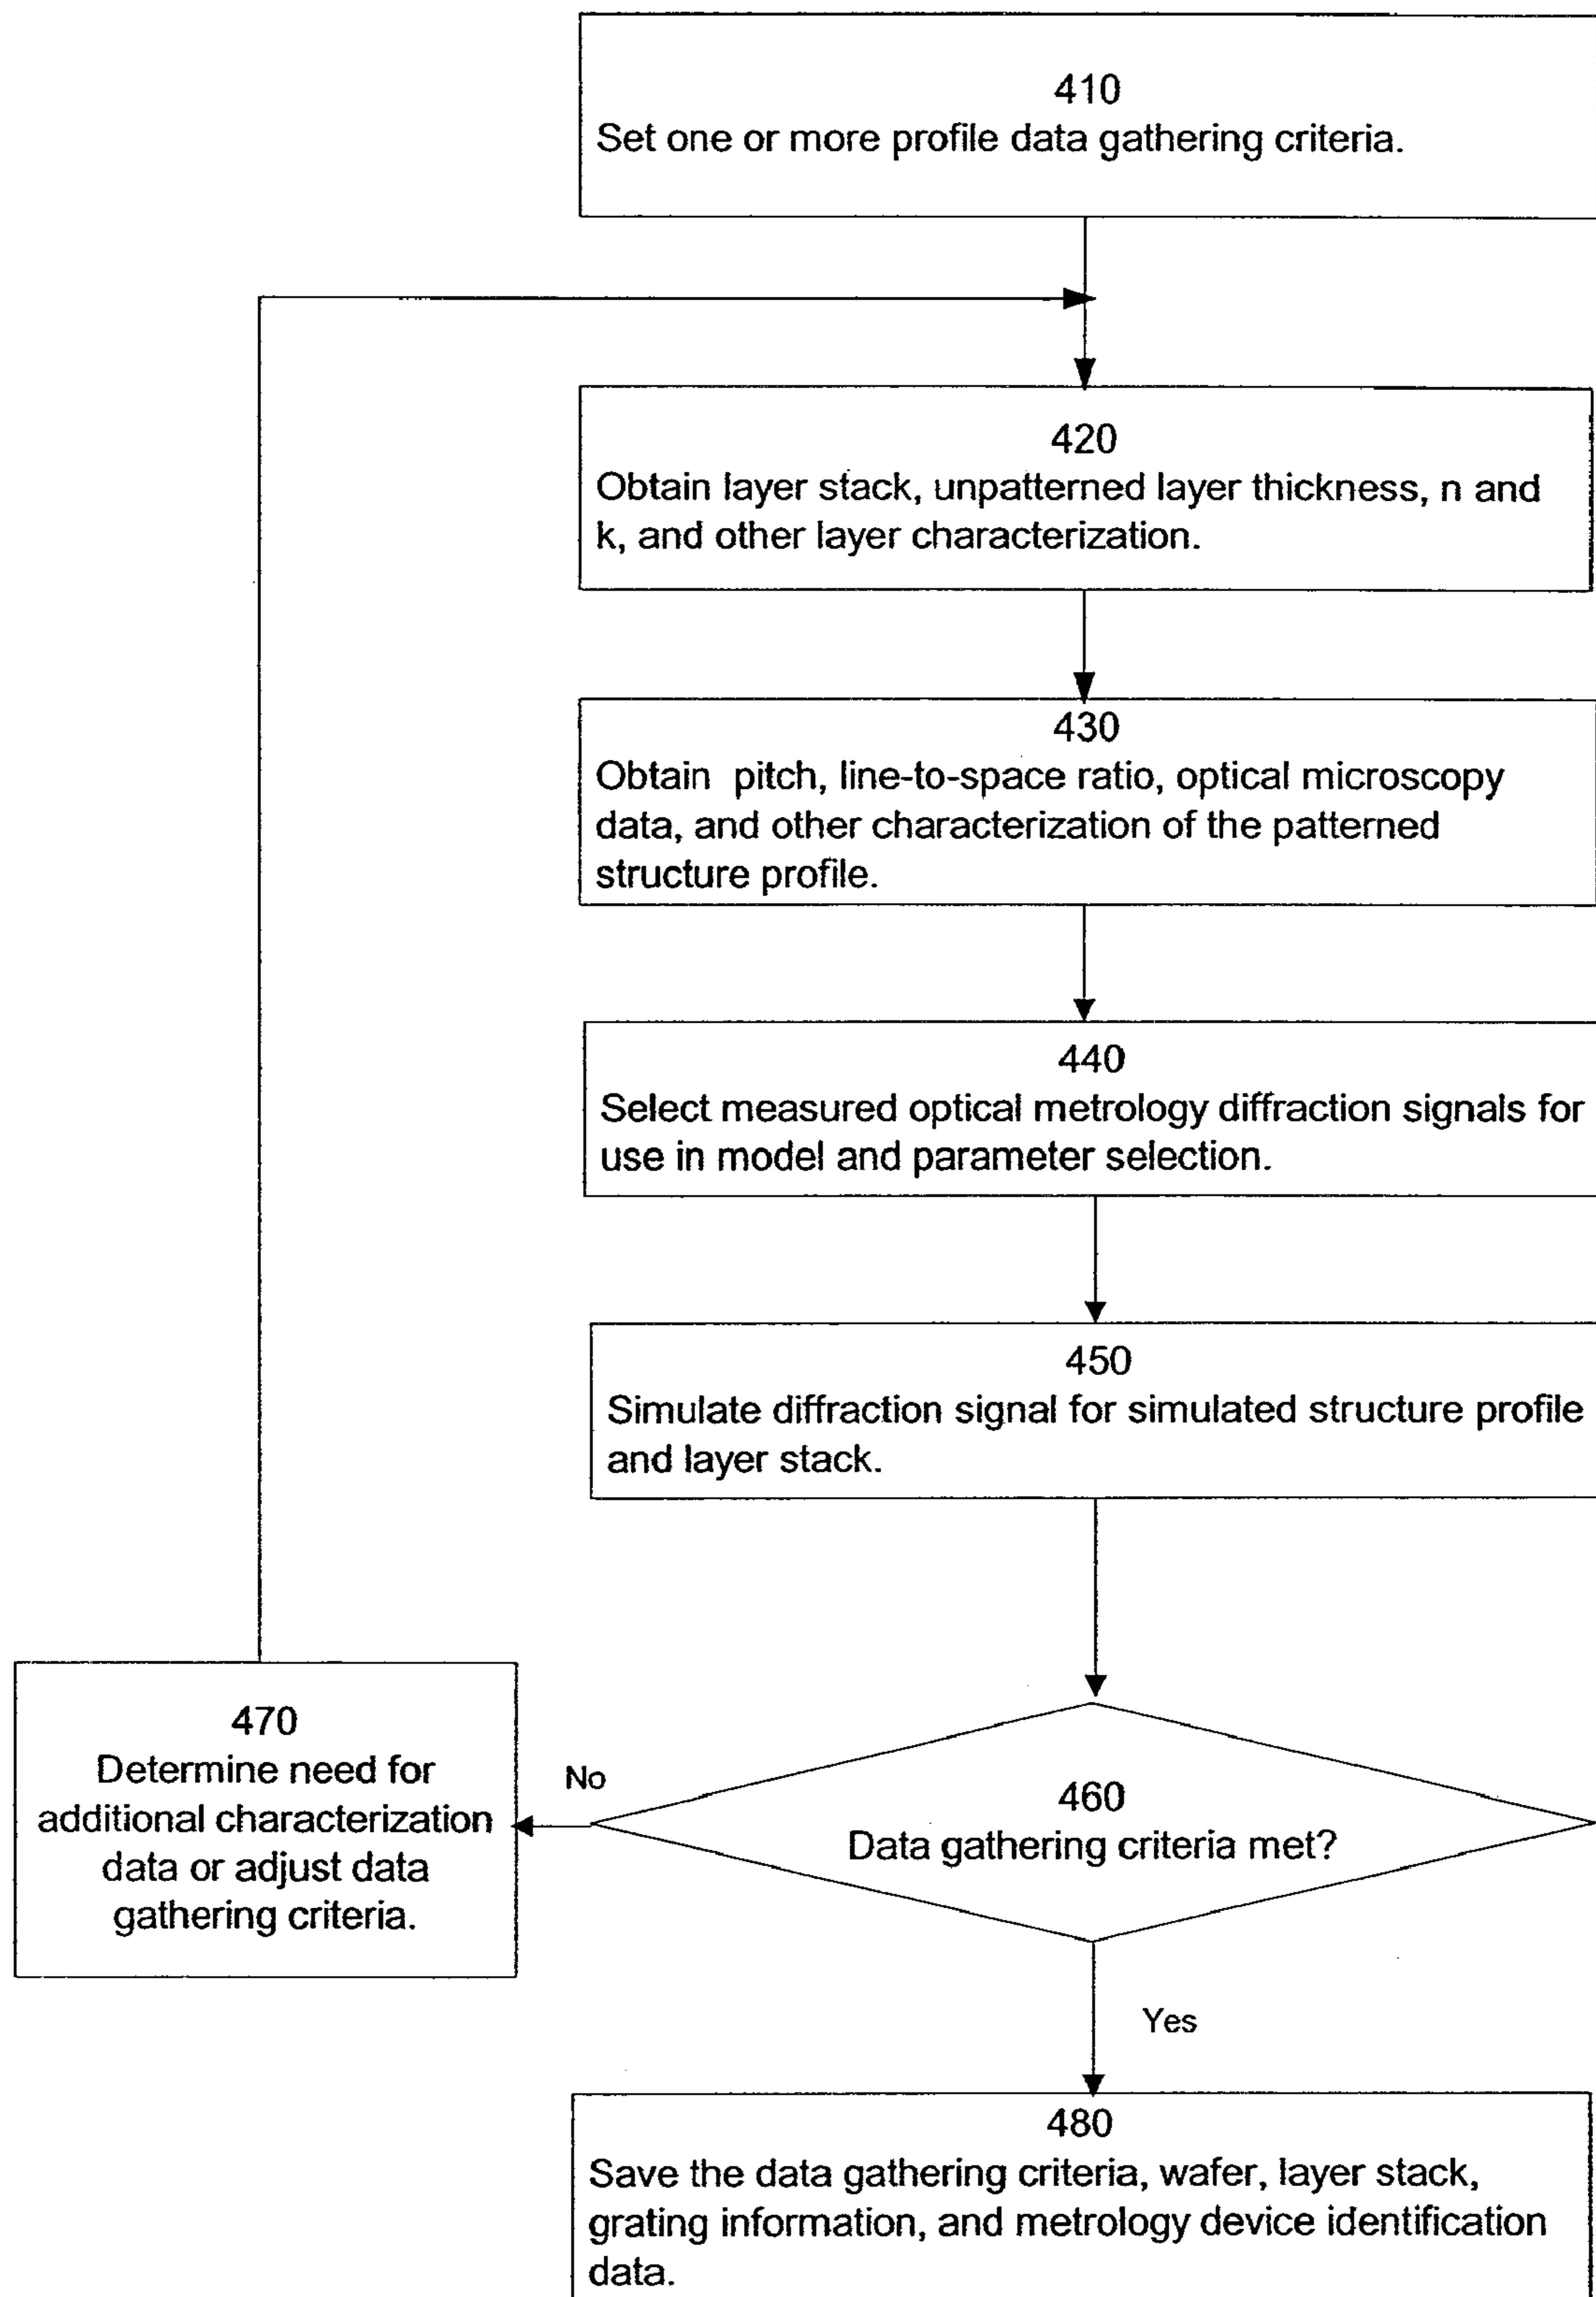 410
Set one or more profile data gathering criteria.
420
Obtain layer stack, unpatterned layer thickness, n and
k, and other layer characterization.
430
Obtain pitch, line-to-space ratio, optical microscopy
data, and other characterization of the patterned
structure profile.
440
Select measured optical metrology diffraction signals for
use in model and parameter selection.
450
Simulate diffraction signal for simulated structure profile
and layer stack.
470
Determine need for
additional characterization
data or adjust data
gathering criteria.
No
460
Data gathering criteria met?
Yes
480
Save the data gathering criteria, wafer, layer stack,
grating information, and metrology device identification
data.